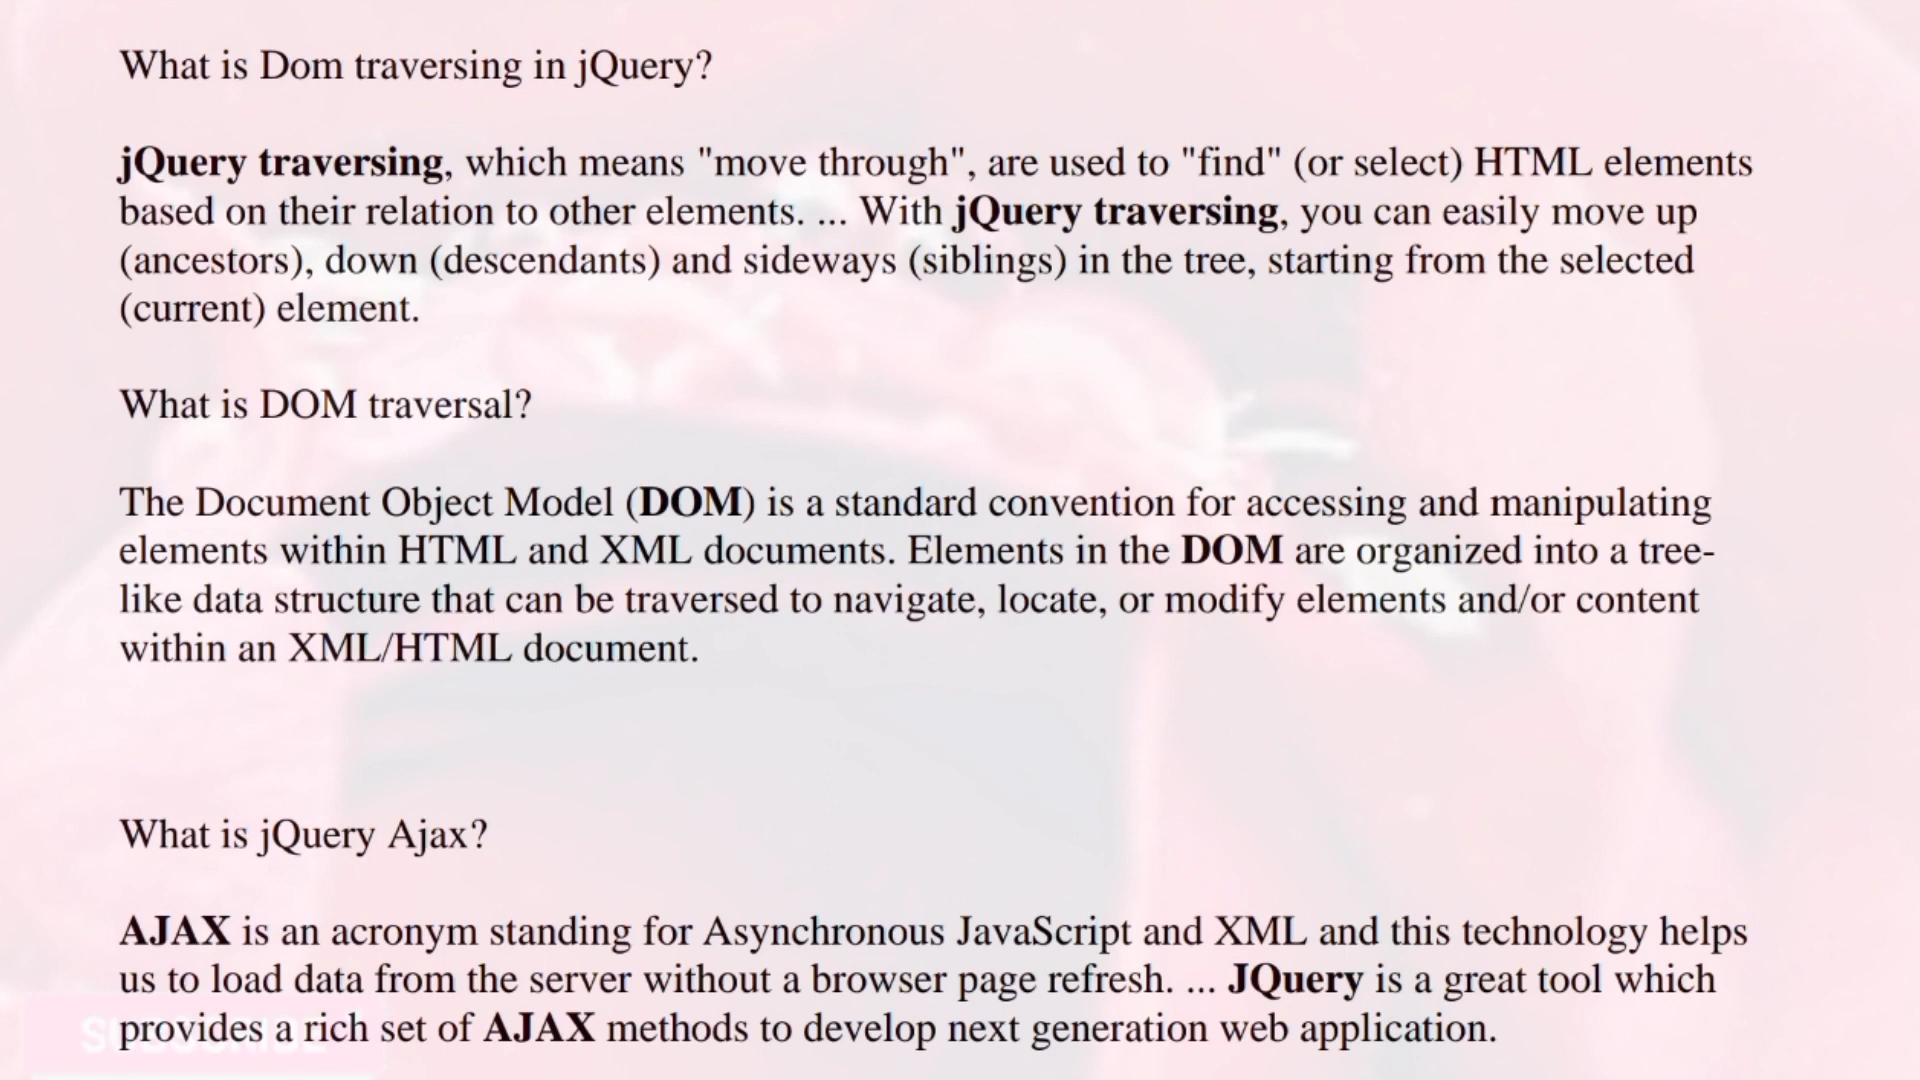 What is Dom traversing in jQuery?
jQuery traversing, which means "move through", are used to "find" (or select) HTML elements
based on their relation to other elements. ... With jQuery traversing, you can easily move up
(ancestors), down (descendants) and sideways (siblings) in the tree, starting from the selected
(current) element.
What is DOM traversal?
The Document Object Model (DOM) is a standard convention for accessing and manipulating
elements within HTML and XML documents. Elements in the DOM are organized into a tree-
like data structure that can be traversed to navigate, locate, or modify elements and/or content
within an XML/HTML document.
What is jQuery Ajax?
AJAX is an acronym standing for Asynchronous JavaScript and XML and this technology helps
us to load data from the server without a browser page refresh. ... JQuery is a great tool which
provides a rich set of AJAX methods to develop next generation web application.
SUBSCRIBE